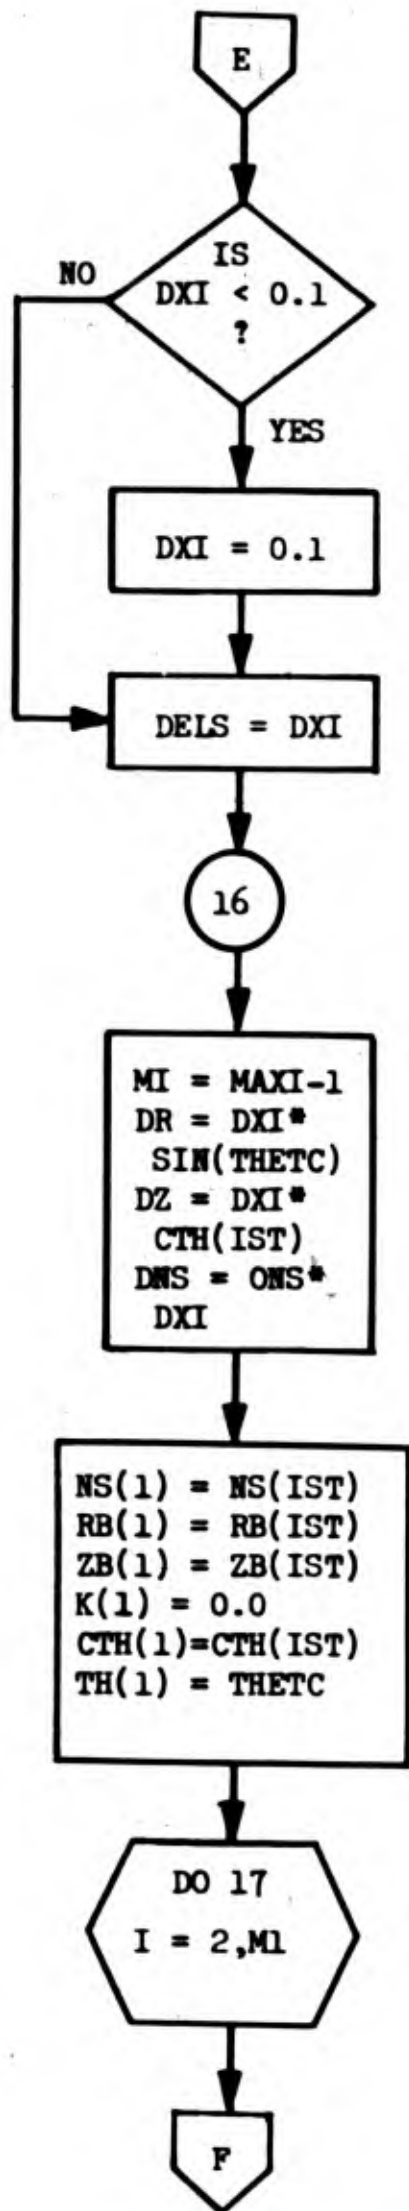 E
IS
DXI < 0.1
?
NO
YES
DXI = 0.1
DELS = DXI
16
MI = MAXI-1
DR = DXI*
SIN(THETC)
DZ = DXI*
CTH(IST)
DNS = ONS*
DXI
NS(1) = NS(IST)
RB(1) = RB(IST)
ZB(1) = ZB(IST)
K(1) = 0.0
CTH(1)=CTH(IST)
TH(1) = THETC
DO 17
I = 2,M1
F